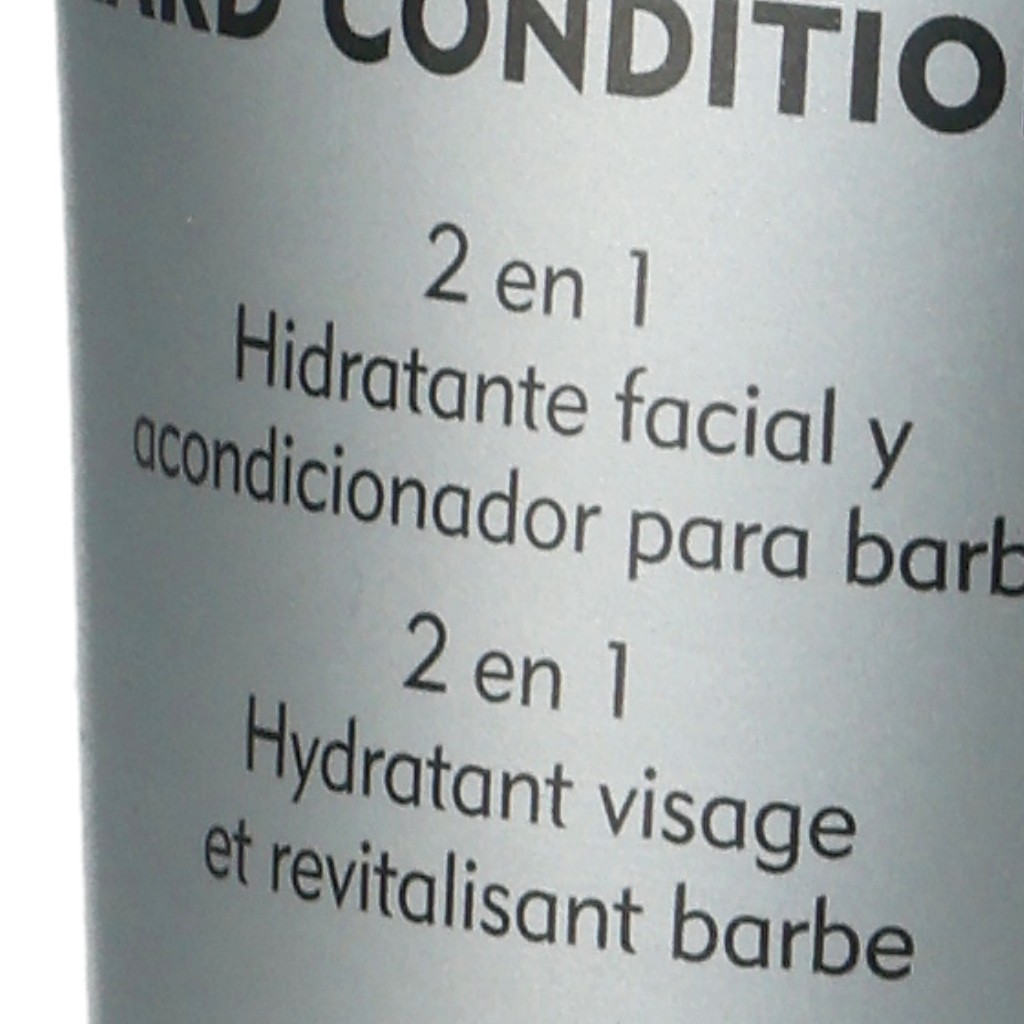 CONDITIO
2 en 1
Hidratante facial y
acondicionador para barb
2 en 1
Hydratant visage
et revitalisant barbe